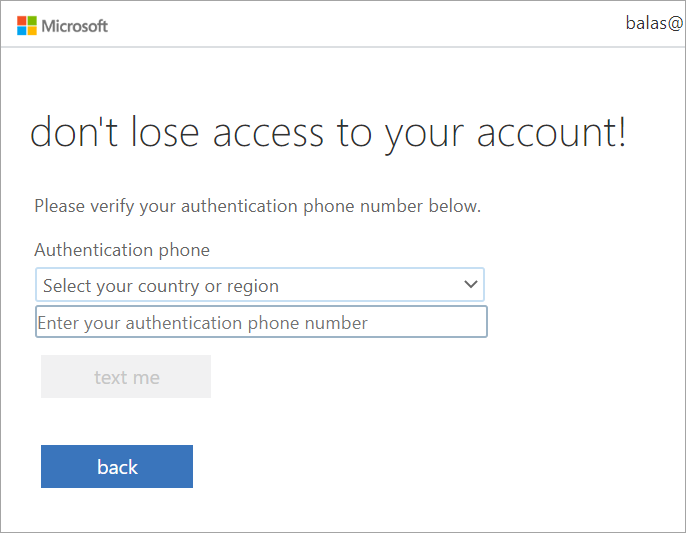 Microsoft
balas@
don't lose access to your account!
Please verify your authentication phone number below.
Authentication phone
Select your country or region
Enter your authentication phone number
text me
back